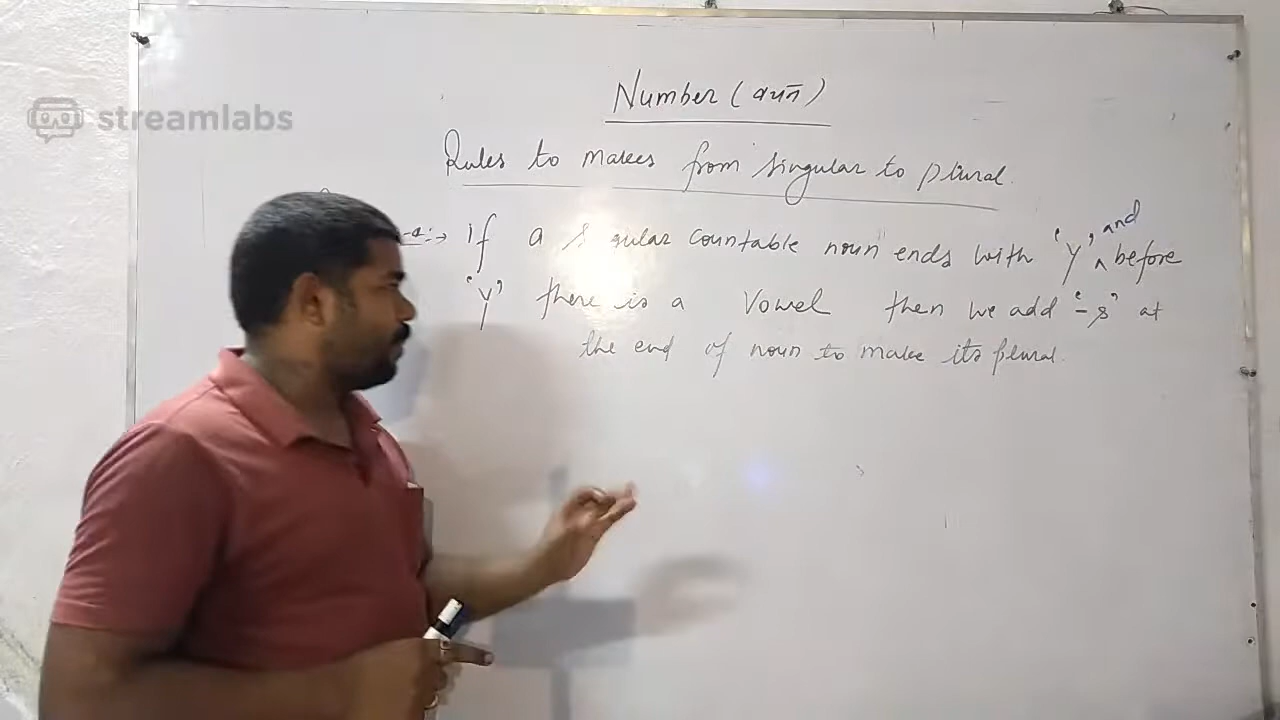 streamlabs
Number (वचन)
Rules to makes from singular to plural.
If a S gular countable noun ends with 'Y' and before
'Y' there is a Vowel then we add '-s' at
the end of noun to make its plural.